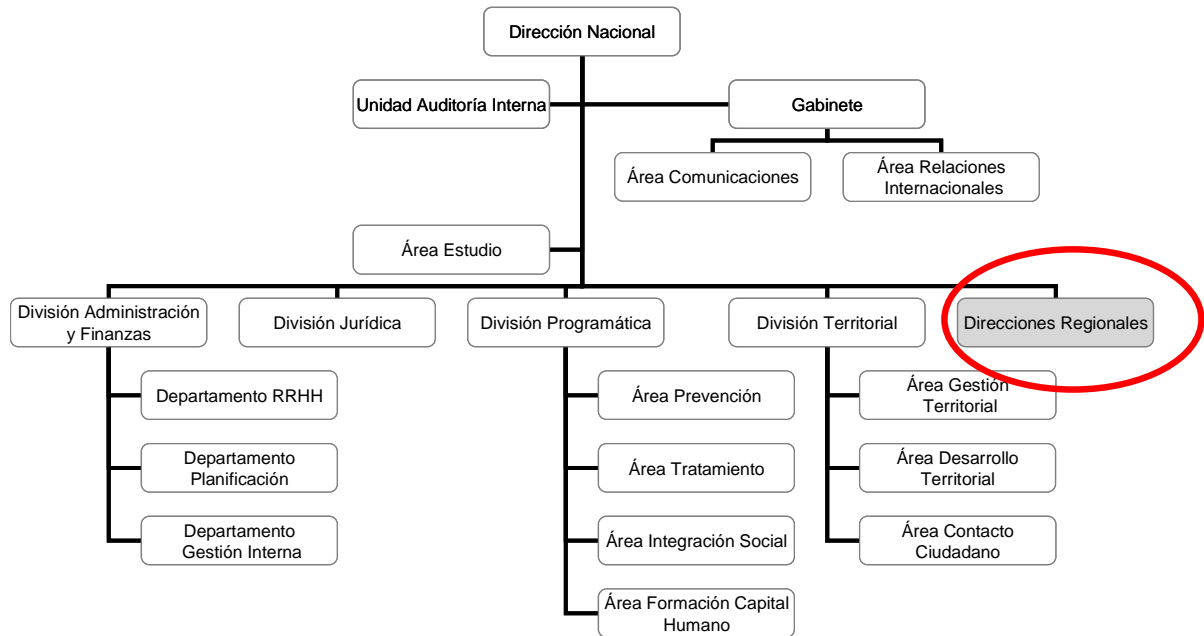 Dirección Nacional
Unidad Auditoría Interna
Gabinete
Área Comunicaciones
Área Relaciones
Internacionales
Área Estudio
División Administración
y Finanzas
División Jurídica
División Programática
División Territorial
Direcciones Regionales
Departamento RRHH
Departamento
Planificación
Departamento
Gestión Interna
Área Prevención
Área Tratamiento
Área Integración Social
Área Formación Capital
Humano
Área Gestión
Territorial
Área Desarrollo
Territorial
Área Contacto
Ciudadano